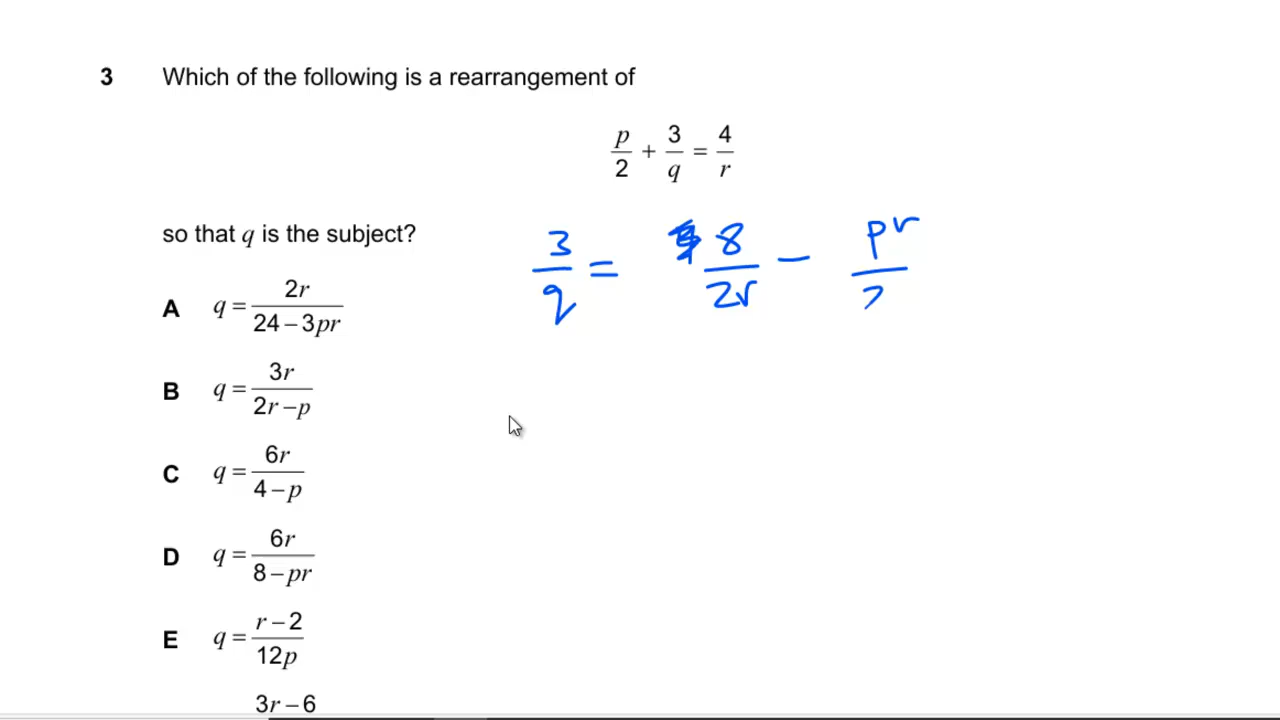 3 Which of the following is a rearrangement of
p/2 + 3/q = 4/r
so that q is the subject?
3/q = 8/2r - pr/2
A q = 2r/(24 – 3pr)
B q = 3r/(2r – p)
C q = 6r/(4 – p)
D q = 6r/(8 – pr)
E q = (r – 2)/12p
3r – 6